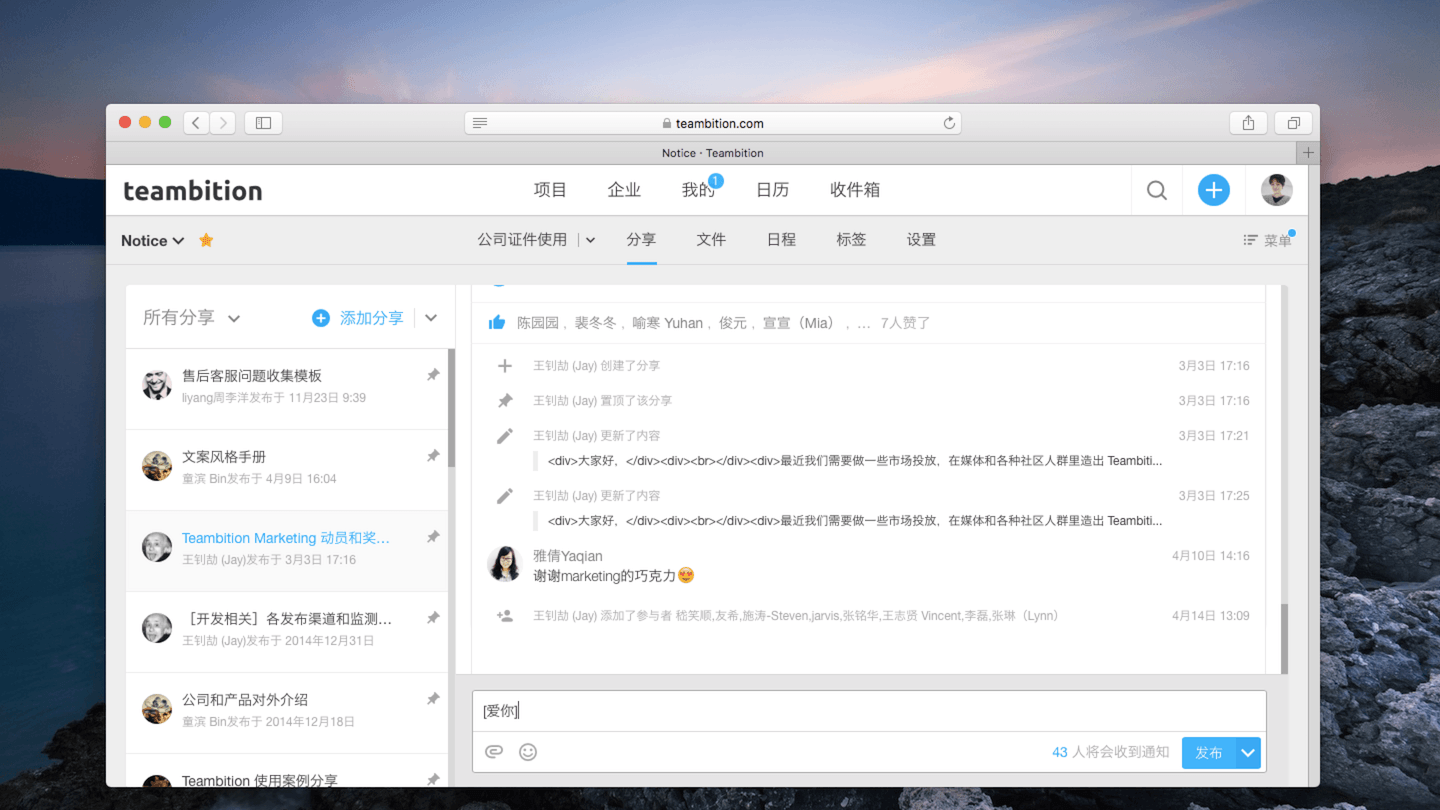 teambition.com
Notice · Teambition
teambition
项目 企业 我的 1 日历 收件箱
Notice
公司证件使用 分享 文件 日程 标签 设置 菜单
所有分享 添加分享
售后客服问题收集模板
liyang周李洋发布于 11月23日 9:39
文案风格手册
童滨 Bin发布于 4月9日 16:04
Teambition Marketing 动员和奖…
王钊劼 (Jay)发布于 3月3日 17:16
［开发相关］各发布渠道和监测…
王钊劼 (Jay)发布于 2014年12月31日
公司和产品对外介绍
童滨 Bin发布于 2014年12月18日
Teambition 使用案例分享
陈园园 , 裴冬冬 , 喻寒 Yuhan , 俊元 , 宣宣（Mia） , … 7人赞了
王钊劼 (Jay) 创建了分享 3月3日 17:16
王钊劼 (Jay) 置顶了该分享 3月3日 17:16
王钊劼 (Jay) 更新了内容 3月3日 17:21
<div>大家好，</div><div><br></div><div>最近我们需要做一些市场投放，在媒体和各种社区人群里造出 Teambiti...
王钊劼 (Jay) 更新了内容 3月3日 17:25
<div>大家好，</div><div><br></div><div>最近我们需要做一些市场投放，在媒体和各种社区人群里造出 Teambiti...
雅倩Yaqian 4月10日 14:16
谢谢marketing的巧克力😍
王钊劼 (Jay) 添加了参与者 嵇笑顺,友希,施涛-Steven,jarvis,张铭华,王志贤 Vincent,李磊,张琳（Lynn） 4月14日 13:09
[爱你]
43 人将会收到通知 发布